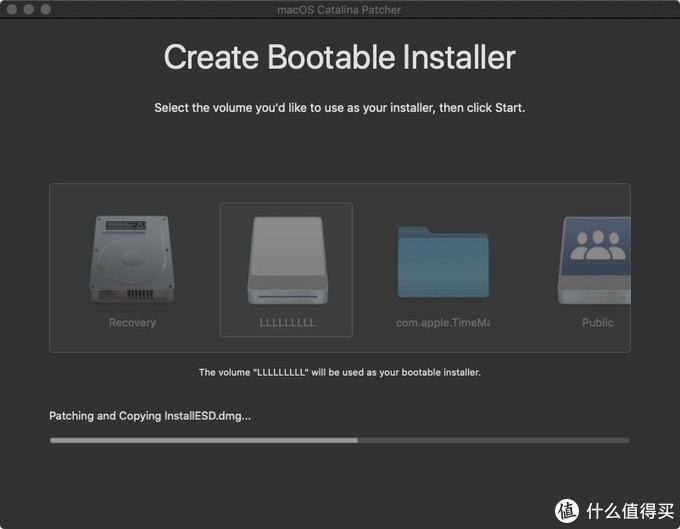 macOS Catalina Patcher
Create Bootable Installer
Select the volume you'd like to use as your installer, then click Start.
Recovery
LLLLLLLLL
com.apple.TimeMa
Public
The volume "LLLLLLLLL" will be used as your bootable installer.
Patching and Copying InstallESD.dmg...
值 什么值得买